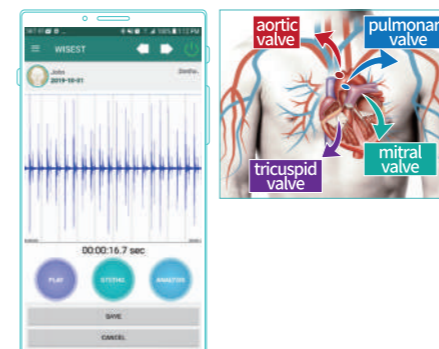 WISEST
Jobs
2019-10-01
00:00:16.7 sec
PLAY
STETHO.
ANALYSIS
SAVE
CANCEL
aortic
valve
pulmonary
valve
tricuspid
valve
mitral
valve